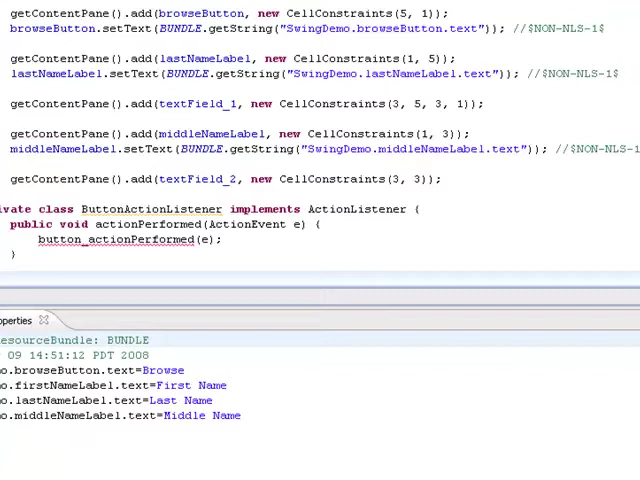 getContentPane().add(browseButton, new CellConstraints(5, 1));
browseButton.setText(BUNDLE.getString("SwingDemo.browseButton.text")); //$NON-NLS-1$
getContentPane().add(lastNameLabel, new CellConstraints(1, 5));
lastNameLabel.setText(BUNDLE.getString("SwingDemo.lastNameLabel.text")); //$NON-NLS-1$
getContentPane().add(textField_1, new CellConstraints(3, 5, 3, 1));
getContentPane().add(middleNameLabel, new CellConstraints(1, 3));
middleNameLabel.setText(BUNDLE.getString("SwingDemo.middleNameLabel.text")); //$NON-NLS-1
getContentPane().add(textField_2, new CellConstraints(3, 3));
ivate class ButtonActionListener implements ActionListener {
public void actionPerformed(ActionEvent e) {
button_actionPerformed(e);
}
operties
esourceBundle: BUNDLE
09 14:51:12 PDT 2008
o.browseButton.text=Browse
o.firstNameLabel.text=First Name
o.lastNameLabel.text=Last Name
o.middleNameLabel.text=Middle Name